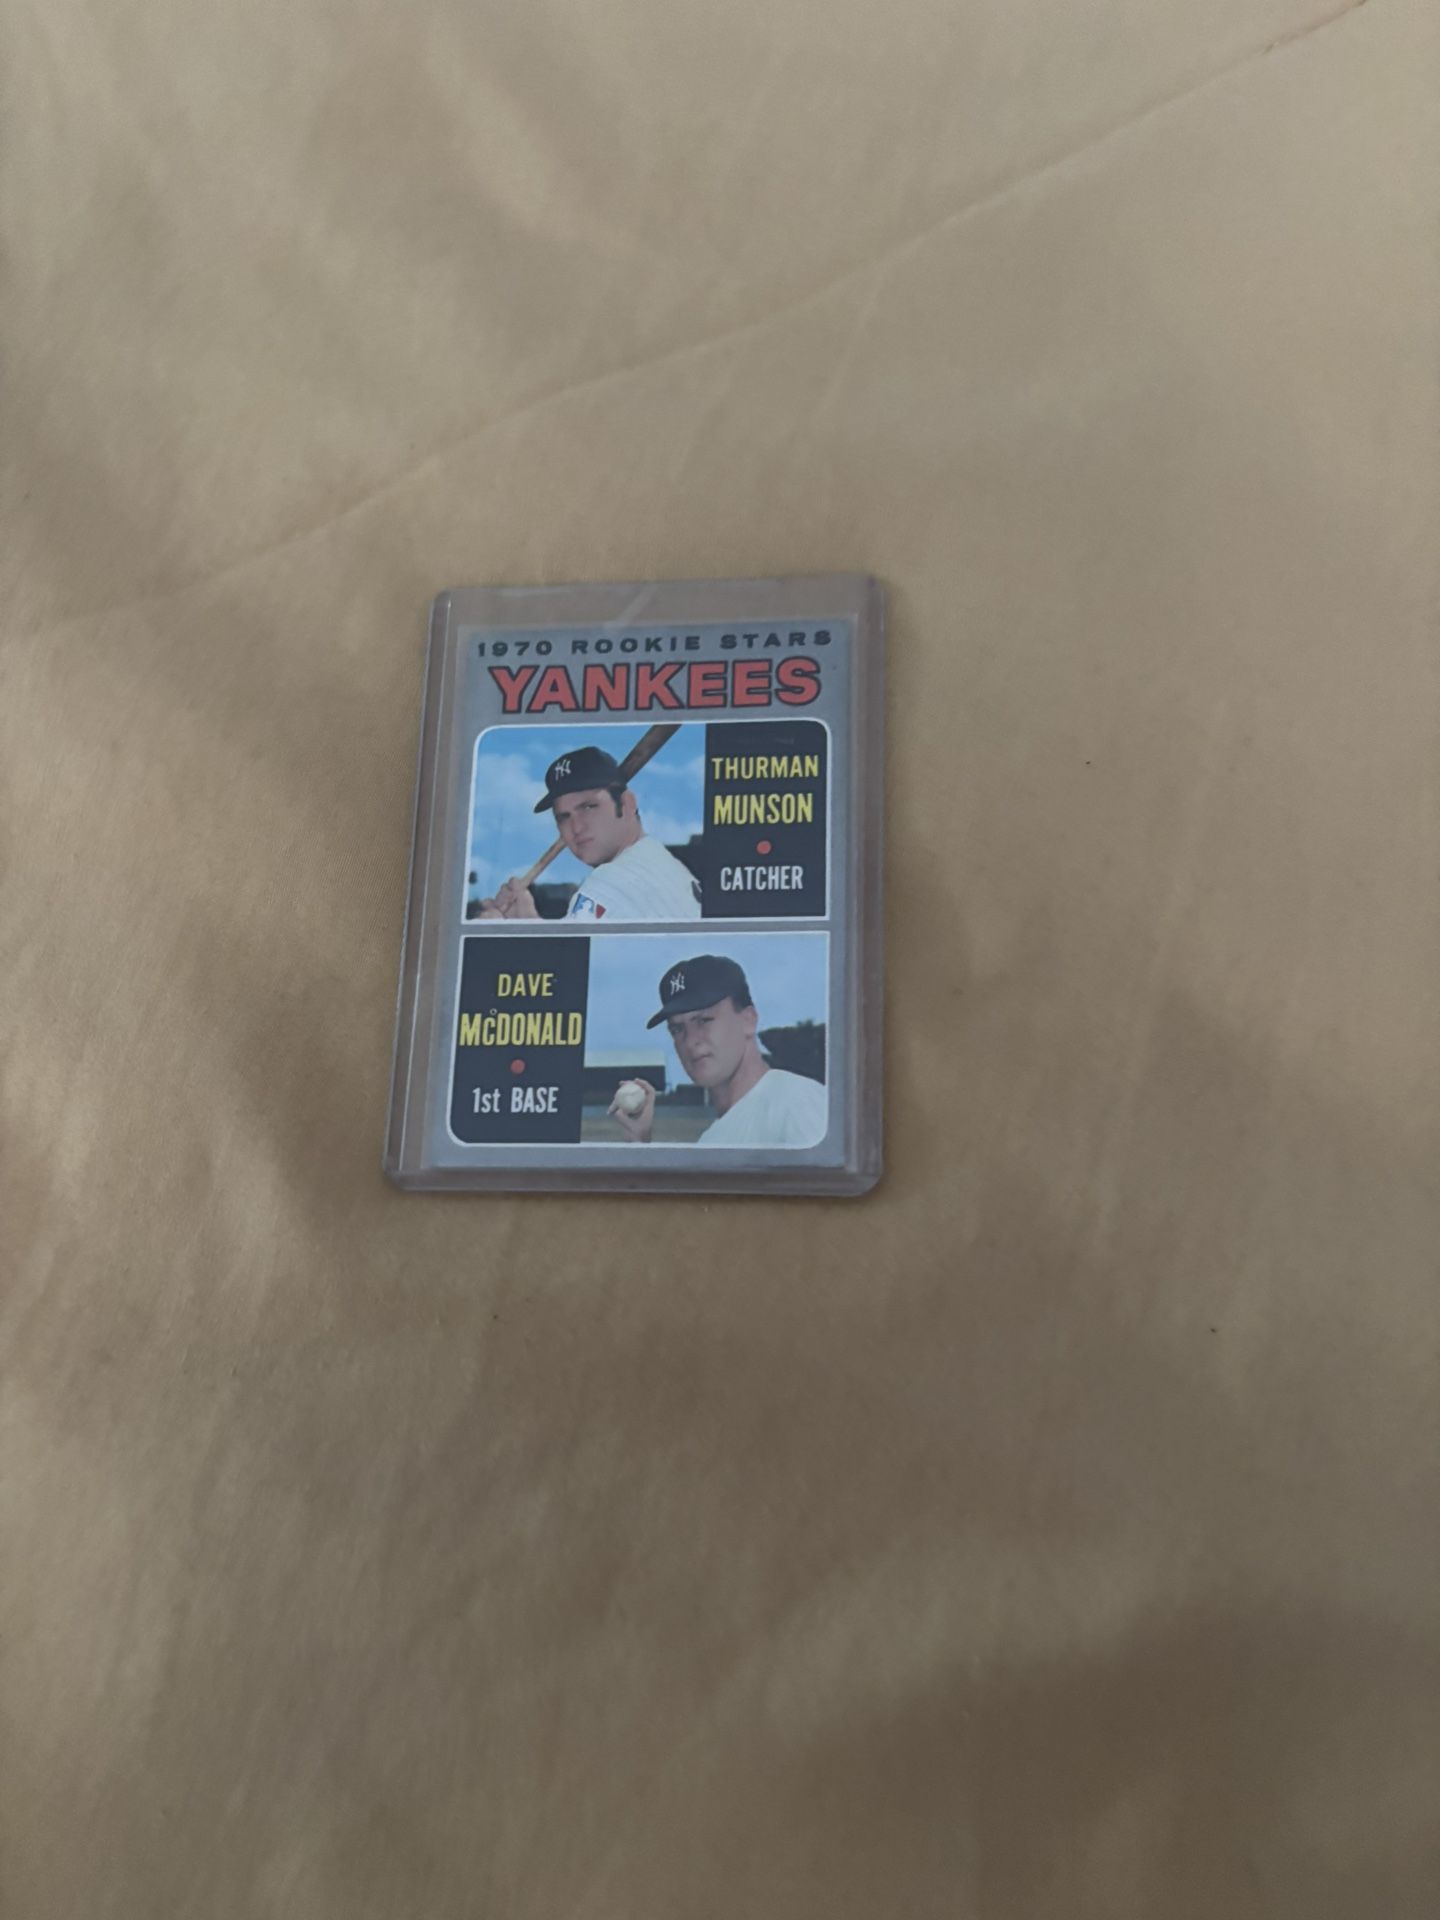 1970 ROOKIE STARS
YANKEES
THURMAN
MUNSON
CATCHER
DAVE
McDONALD
1st BASE